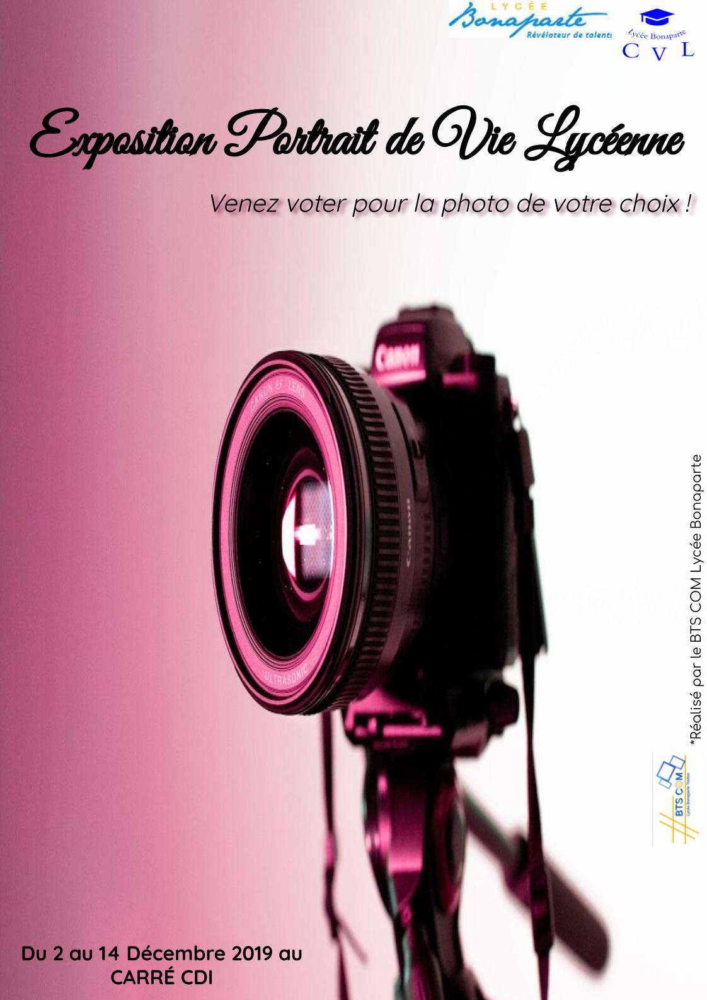 LYCÉE
Bonaparte
Révélateur de talents
Lycée Bonaparte
C V L
Exposition Portrait de Vie Lycéenne
Venez voter pour la photo de votre choix !
Canon
CANON EF LENS
Canon
ULTRASONIC
*Réalisé par le BTS COM Lycée Bonaparte
# BTS COM
Lycée Bonaparte Toulon
Du 2 au 14 Décembre 2019 au
CARRÉ CDI